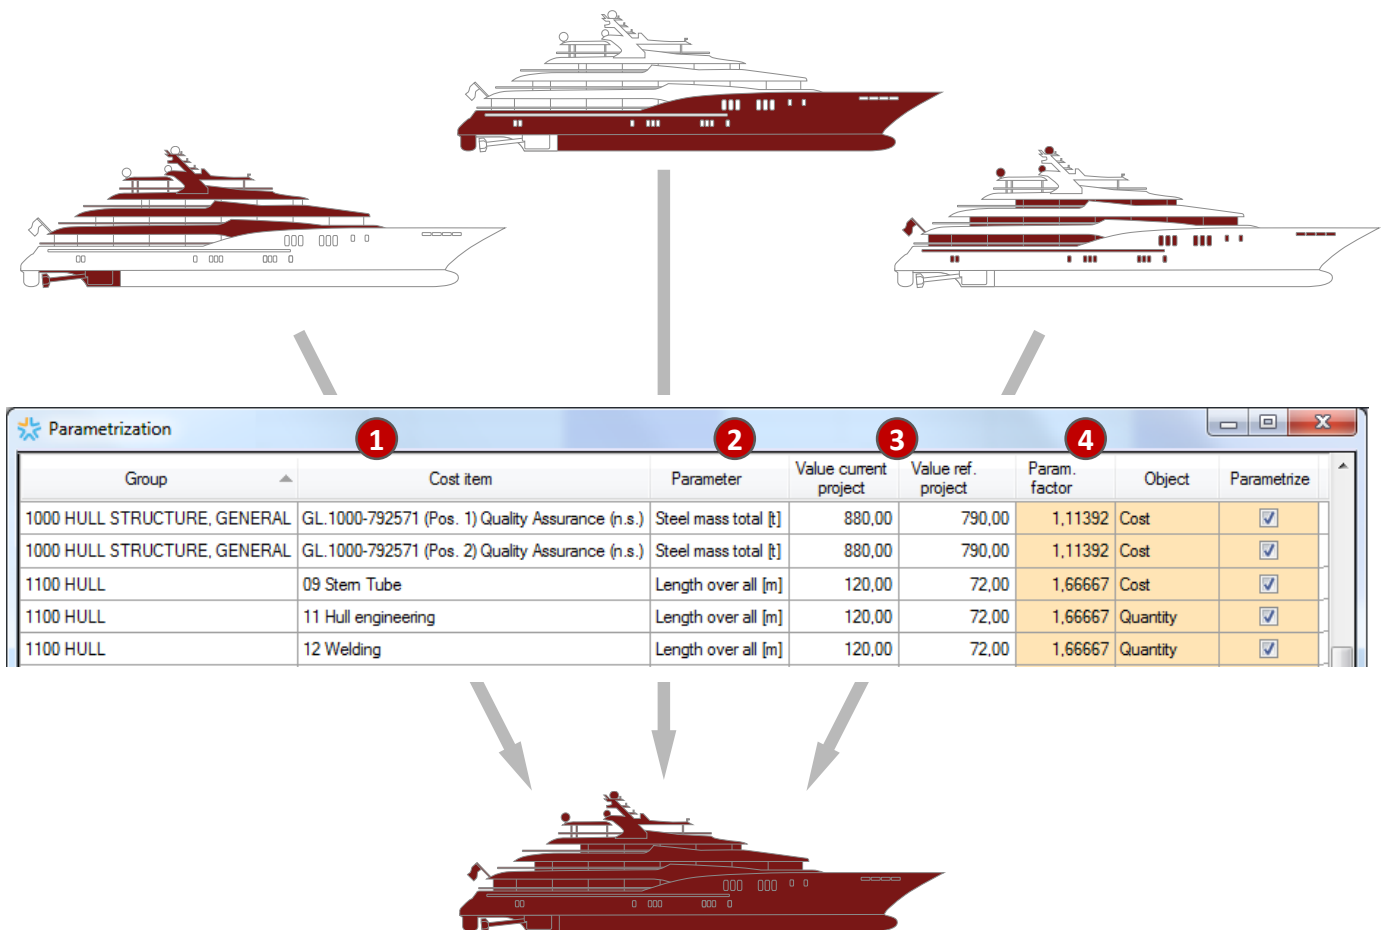 Parametrization
1 2 3 4
Group Cost item Parameter Value current project Value ref. project Param. factor Object Parametrize
1000 HULL STRUCTURE, GENERAL GL.1000-792571 (Pos. 1) Quality Assurance (n.s.) Steel mass total [t] 880,00 790,00 1,11392 Cost
1000 HULL STRUCTURE, GENERAL GL.1000-792571 (Pos. 2) Quality Assurance (n.s.) Steel mass total [t] 880,00 790,00 1,11392 Cost
1100 HULL 09 Stern Tube Length over all [m] 120,00 72,00 1,66667 Cost
1100 HULL 11 Hull engineering Length over all [m] 120,00 72,00 1,66667 Quantity
1100 HULL 12 Welding Length over all [m] 120,00 72,00 1,66667 Quantity